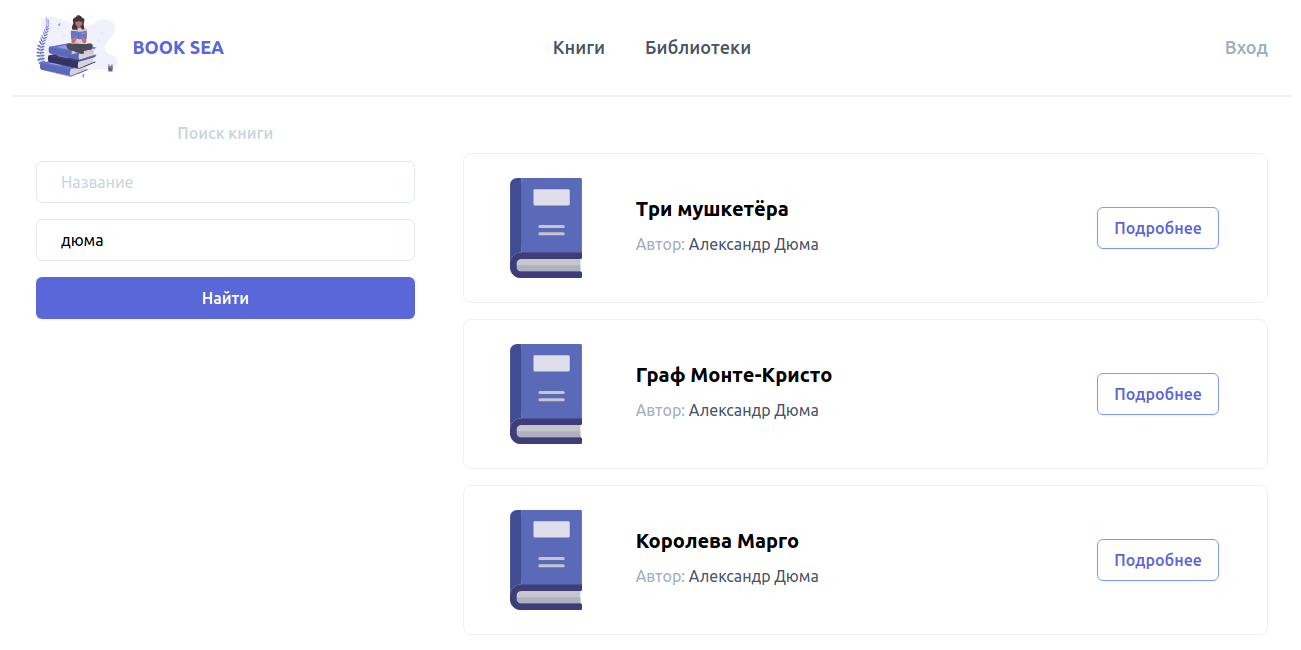 BOOK SEA
Книги
Библиотеки
Вход
Поиск книги
Название
дюма
Найти
Три мушкетёра
Автор: Александр Дюма
Подробнее
Граф Монте-Кристо
Автор: Александр Дюма
Подробнее
Королева Марго
Автор: Александр Дюма
Подробнее